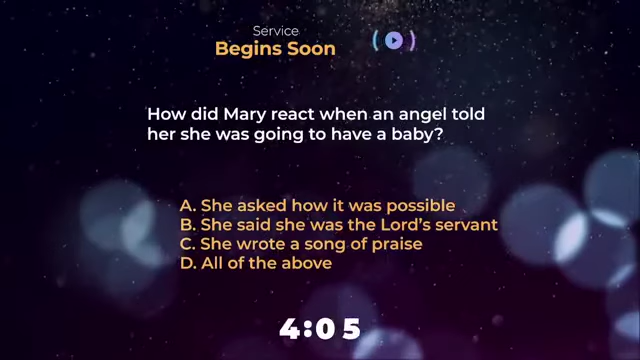 Service
Begins Soon
How did Mary react when an angel told
her she was going to have a baby?
A. She asked how it was possible
B. She said she was the Lord's servant
C. She wrote a song of praise
D. All of the above
4:05